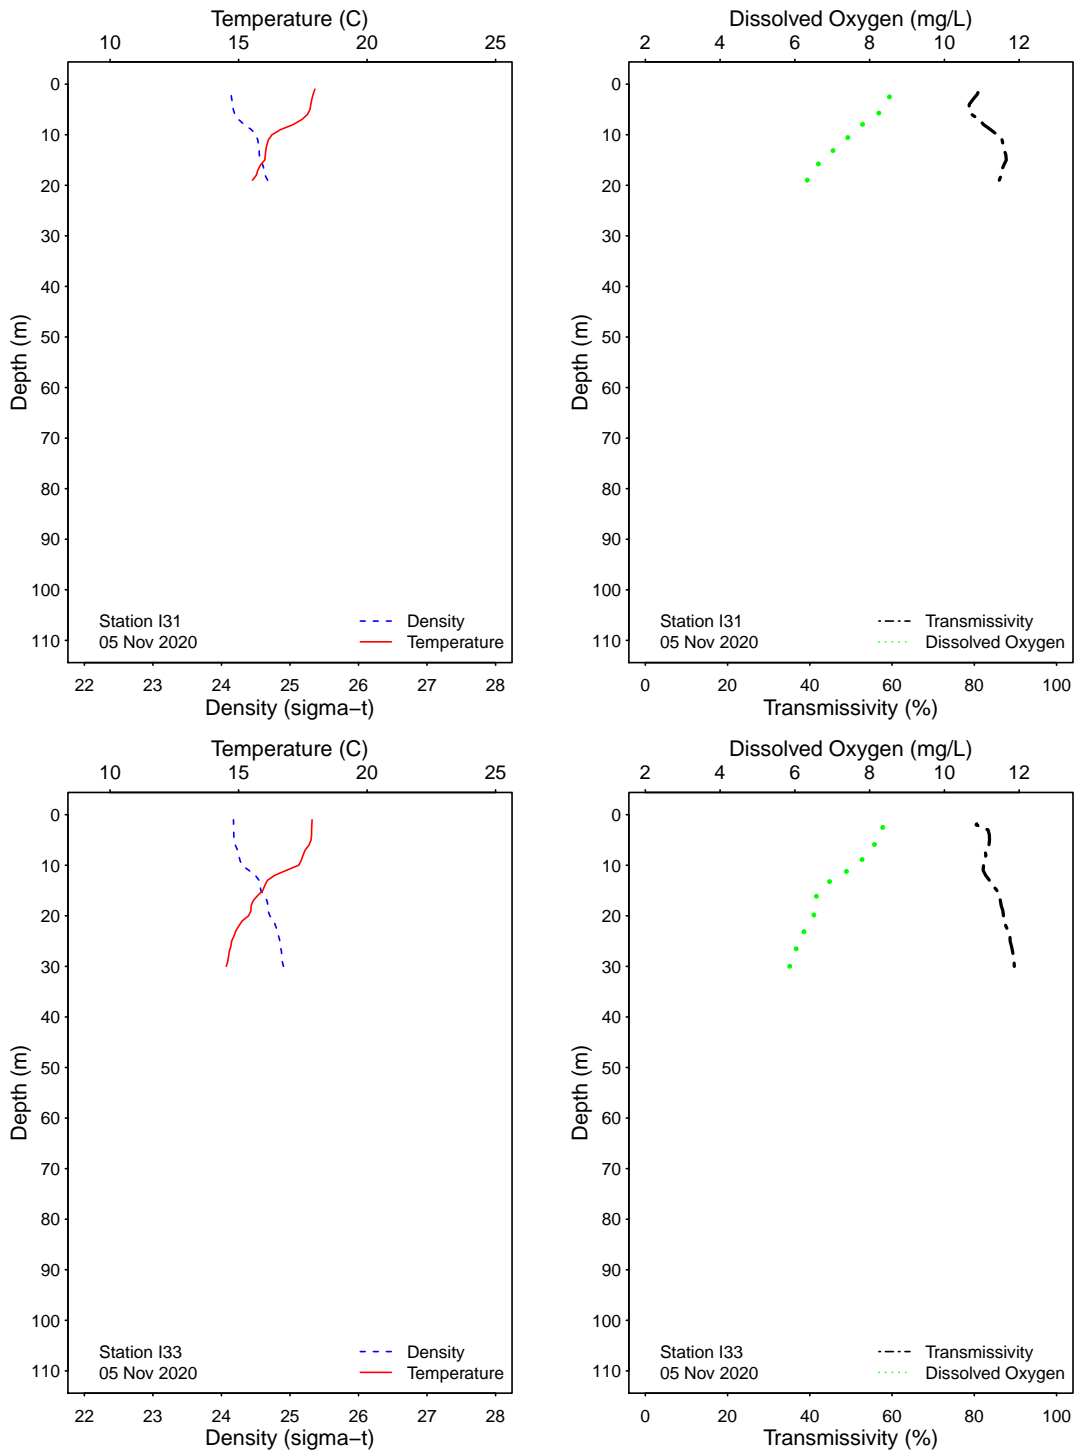 Temperature (C)
10 15 20 25
0
10
20
30
40
50
60
70
80
90
100
110
Depth (m)
Station I31
05 Nov 2020
Density
Temperature
22 23 24 25 26 27 28
Density (sigma−t)
Dissolved Oxygen (mg/L)
2 4 6 8 10 12
0
10
20
30
40
50
60
70
80
90
100
110
Depth (m)
Station I31
05 Nov 2020
Transmissivity
Dissolved Oxygen
0 20 40 60 80 100
Transmissivity (%)
Temperature (C)
10 15 20 25
0
10
20
30
40
50
60
70
80
90
100
110
Depth (m)
Station I33
05 Nov 2020
Density
Temperature
22 23 24 25 26 27 28
Density (sigma−t)
Dissolved Oxygen (mg/L)
2 4 6 8 10 12
0
10
20
30
40
50
60
70
80
90
100
110
Depth (m)
Station I33
05 Nov 2020
Transmissivity
Dissolved Oxygen
0 20 40 60 80 100
Transmissivity (%)